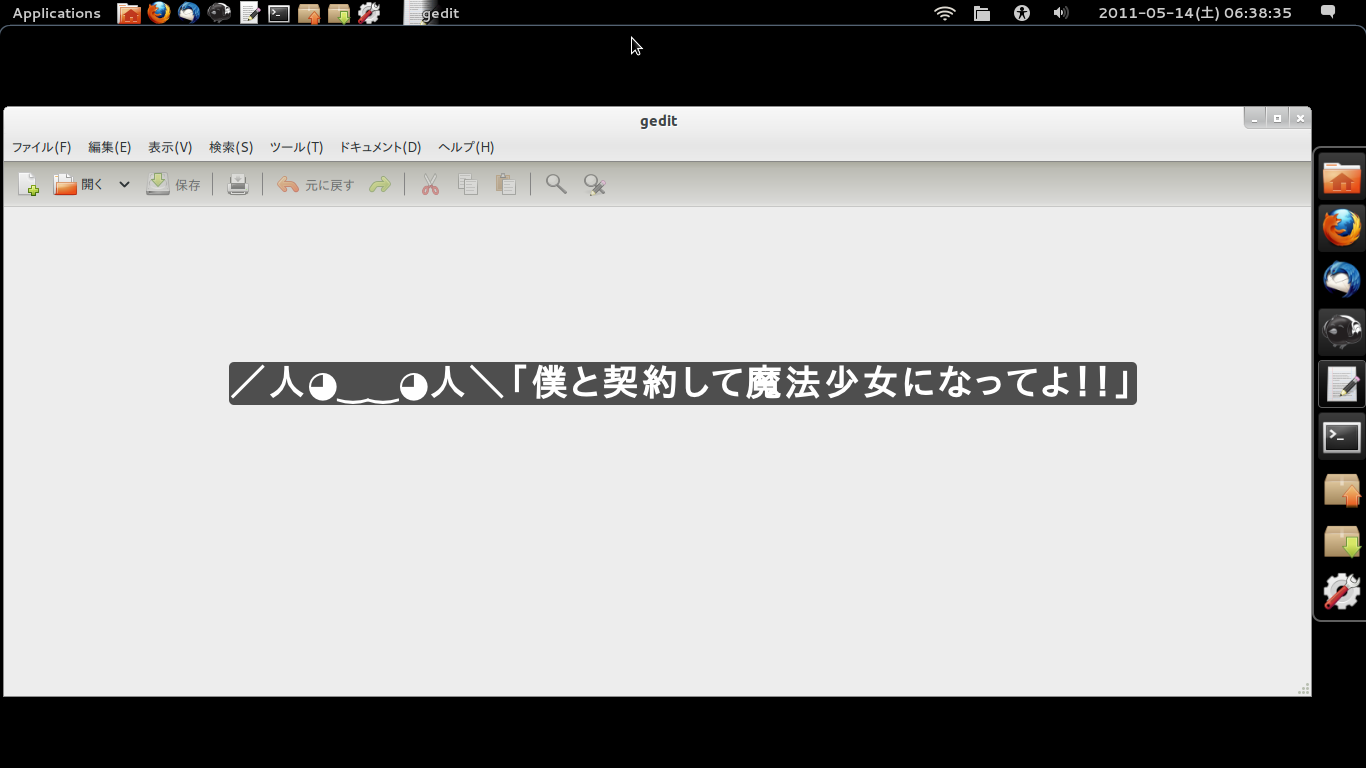 Applications gedit 2011-05-14(土) 06:38:35
gedit
ファイル(F) 編集(E) 表示(V) 検索(S) ツール(T) ドキュメント(D) ヘルプ(H)
開く 保存 元に戻す
／人◕‿‿◕人＼「僕と契約して魔法少女になってよ!!」